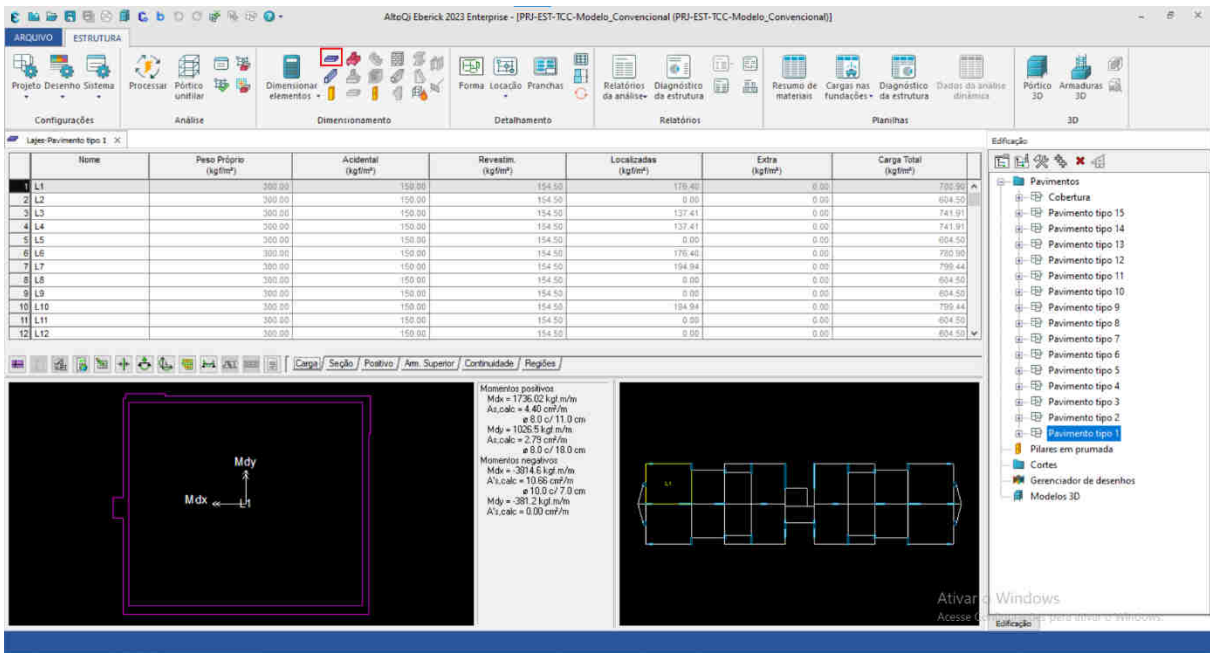 AltoQi Eberick 2023 Enterprise - [PRJ-EST-TCC-Modelo_Convencional (PRJ-EST-TCC-Modelo_Convencional)]
ARQUIVO ESTRUTURA
Projeto Desenho Sistema Processar Pórtico unifilar Dimensionar elementos Forma Locação Pranchas Relatórios da análise Diagnóstico da estrutura Resumo de materiais Cargas nas fundações Diagnóstico da estrutura Dados da análise dinâmica Pórtico 3D Armaduras 3D
Configurações Análise Dimensionamento Detalhamento Relatórios Planilhas 3D
Lajes:Pavimento tipo 1
Nome Peso Próprio (kgf/m²) Acidental (kgf/m²) Revestim. (kgf/m²) Localizadas (kgf/m²) Extra (kgf/m²) Carga Total (kgf/m²)
1 L1 300.00 150.00 154.50 176.40 0.00 780.90
2 L2 300.00 150.00 154.50 0.00 0.00 604.50
3 L3 300.00 150.00 154.50 137.41 0.00 741.91
4 L4 300.00 150.00 154.50 137.41 0.00 741.91
5 L5 300.00 150.00 154.50 0.00 0.00 604.50
6 L6 300.00 150.00 154.50 176.40 0.00 780.90
7 L7 300.00 150.00 154.50 194.94 0.00 799.44
8 L8 300.00 150.00 154.50 0.00 0.00 604.50
9 L9 300.00 150.00 154.50 0.00 0.00 604.50
10 L10 300.00 150.00 154.50 194.94 0.00 799.44
11 L11 300.00 150.00 154.50 0.00 0.00 604.50
12 L12 300.00 150.00 154.50 0.00 0.00 604.50
Carga Seção Positivo Arm. Superior Continuidade Regiões
Mdy
Mdx
L1
Momentos positivos
Mdx = 1736.02 kgf.m/m
As,calc = 4.40 cm²/m
ø 8.0 c/ 11.0 cm
Mdy = 1026.5 kgf.m/m
As,calc = 2.79 cm²/m
ø 8.0 c/ 18.0 cm
Momentos negativos
Mdx = -3814.6 kgf.m/m
A's,calc = 10.66 cm²/m
ø 10.0 c/ 7.0 cm
Mdy = -381.2 kgf.m/m
A's,calc = 0.00 cm²/m
L1
Edificação
Pavimentos
Cobertura
Pavimento tipo 15
Pavimento tipo 14
Pavimento tipo 13
Pavimento tipo 12
Pavimento tipo 11
Pavimento tipo 10
Pavimento tipo 9
Pavimento tipo 8
Pavimento tipo 7
Pavimento tipo 6
Pavimento tipo 5
Pavimento tipo 4
Pavimento tipo 3
Pavimento tipo 2
Pavimento tipo 1
Pilares em prumada
Cortes
Gerenciador de desenhos
Modelos 3D
Ativar o Windows
Acesse Configurações para ativar o Windows.
Edificação